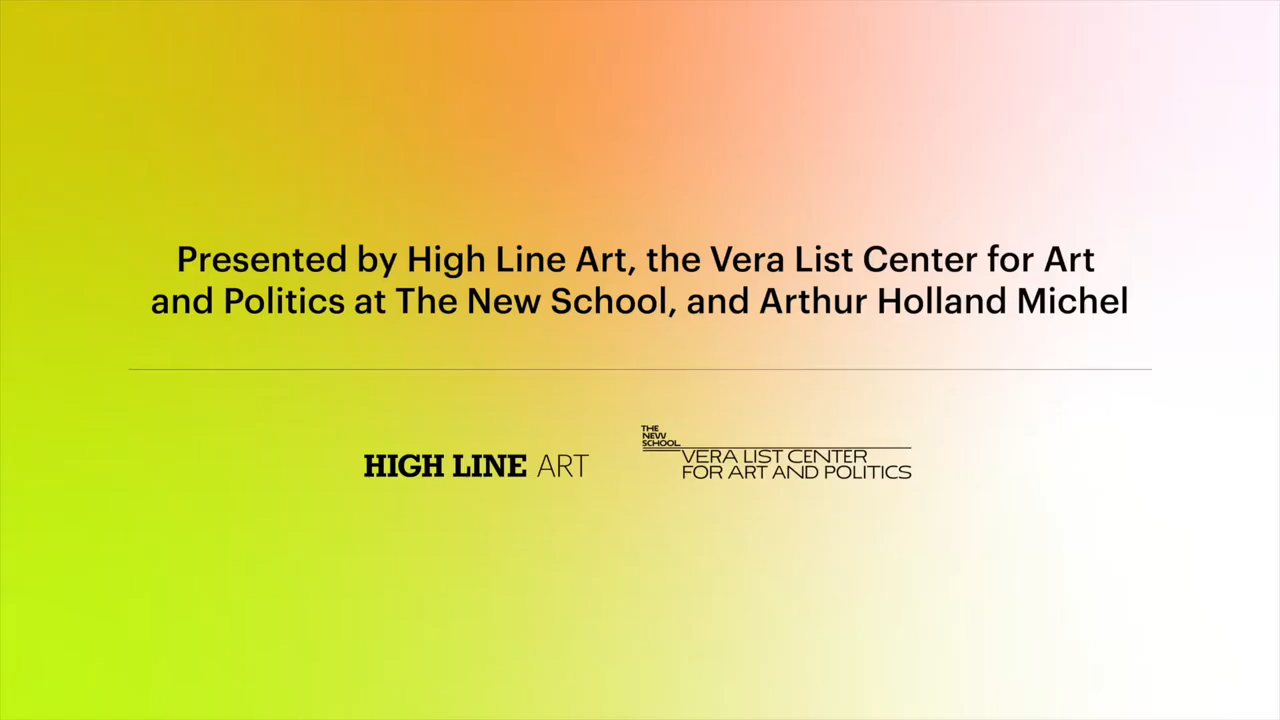 Presented by High Line Art, the Vera List Center for Art
and Politics at The New School, and Arthur Holland Michel
HIGH LINE ART
THE
NEW
SCHOOL
VERA LIST CENTER
FOR ART AND POLITICS